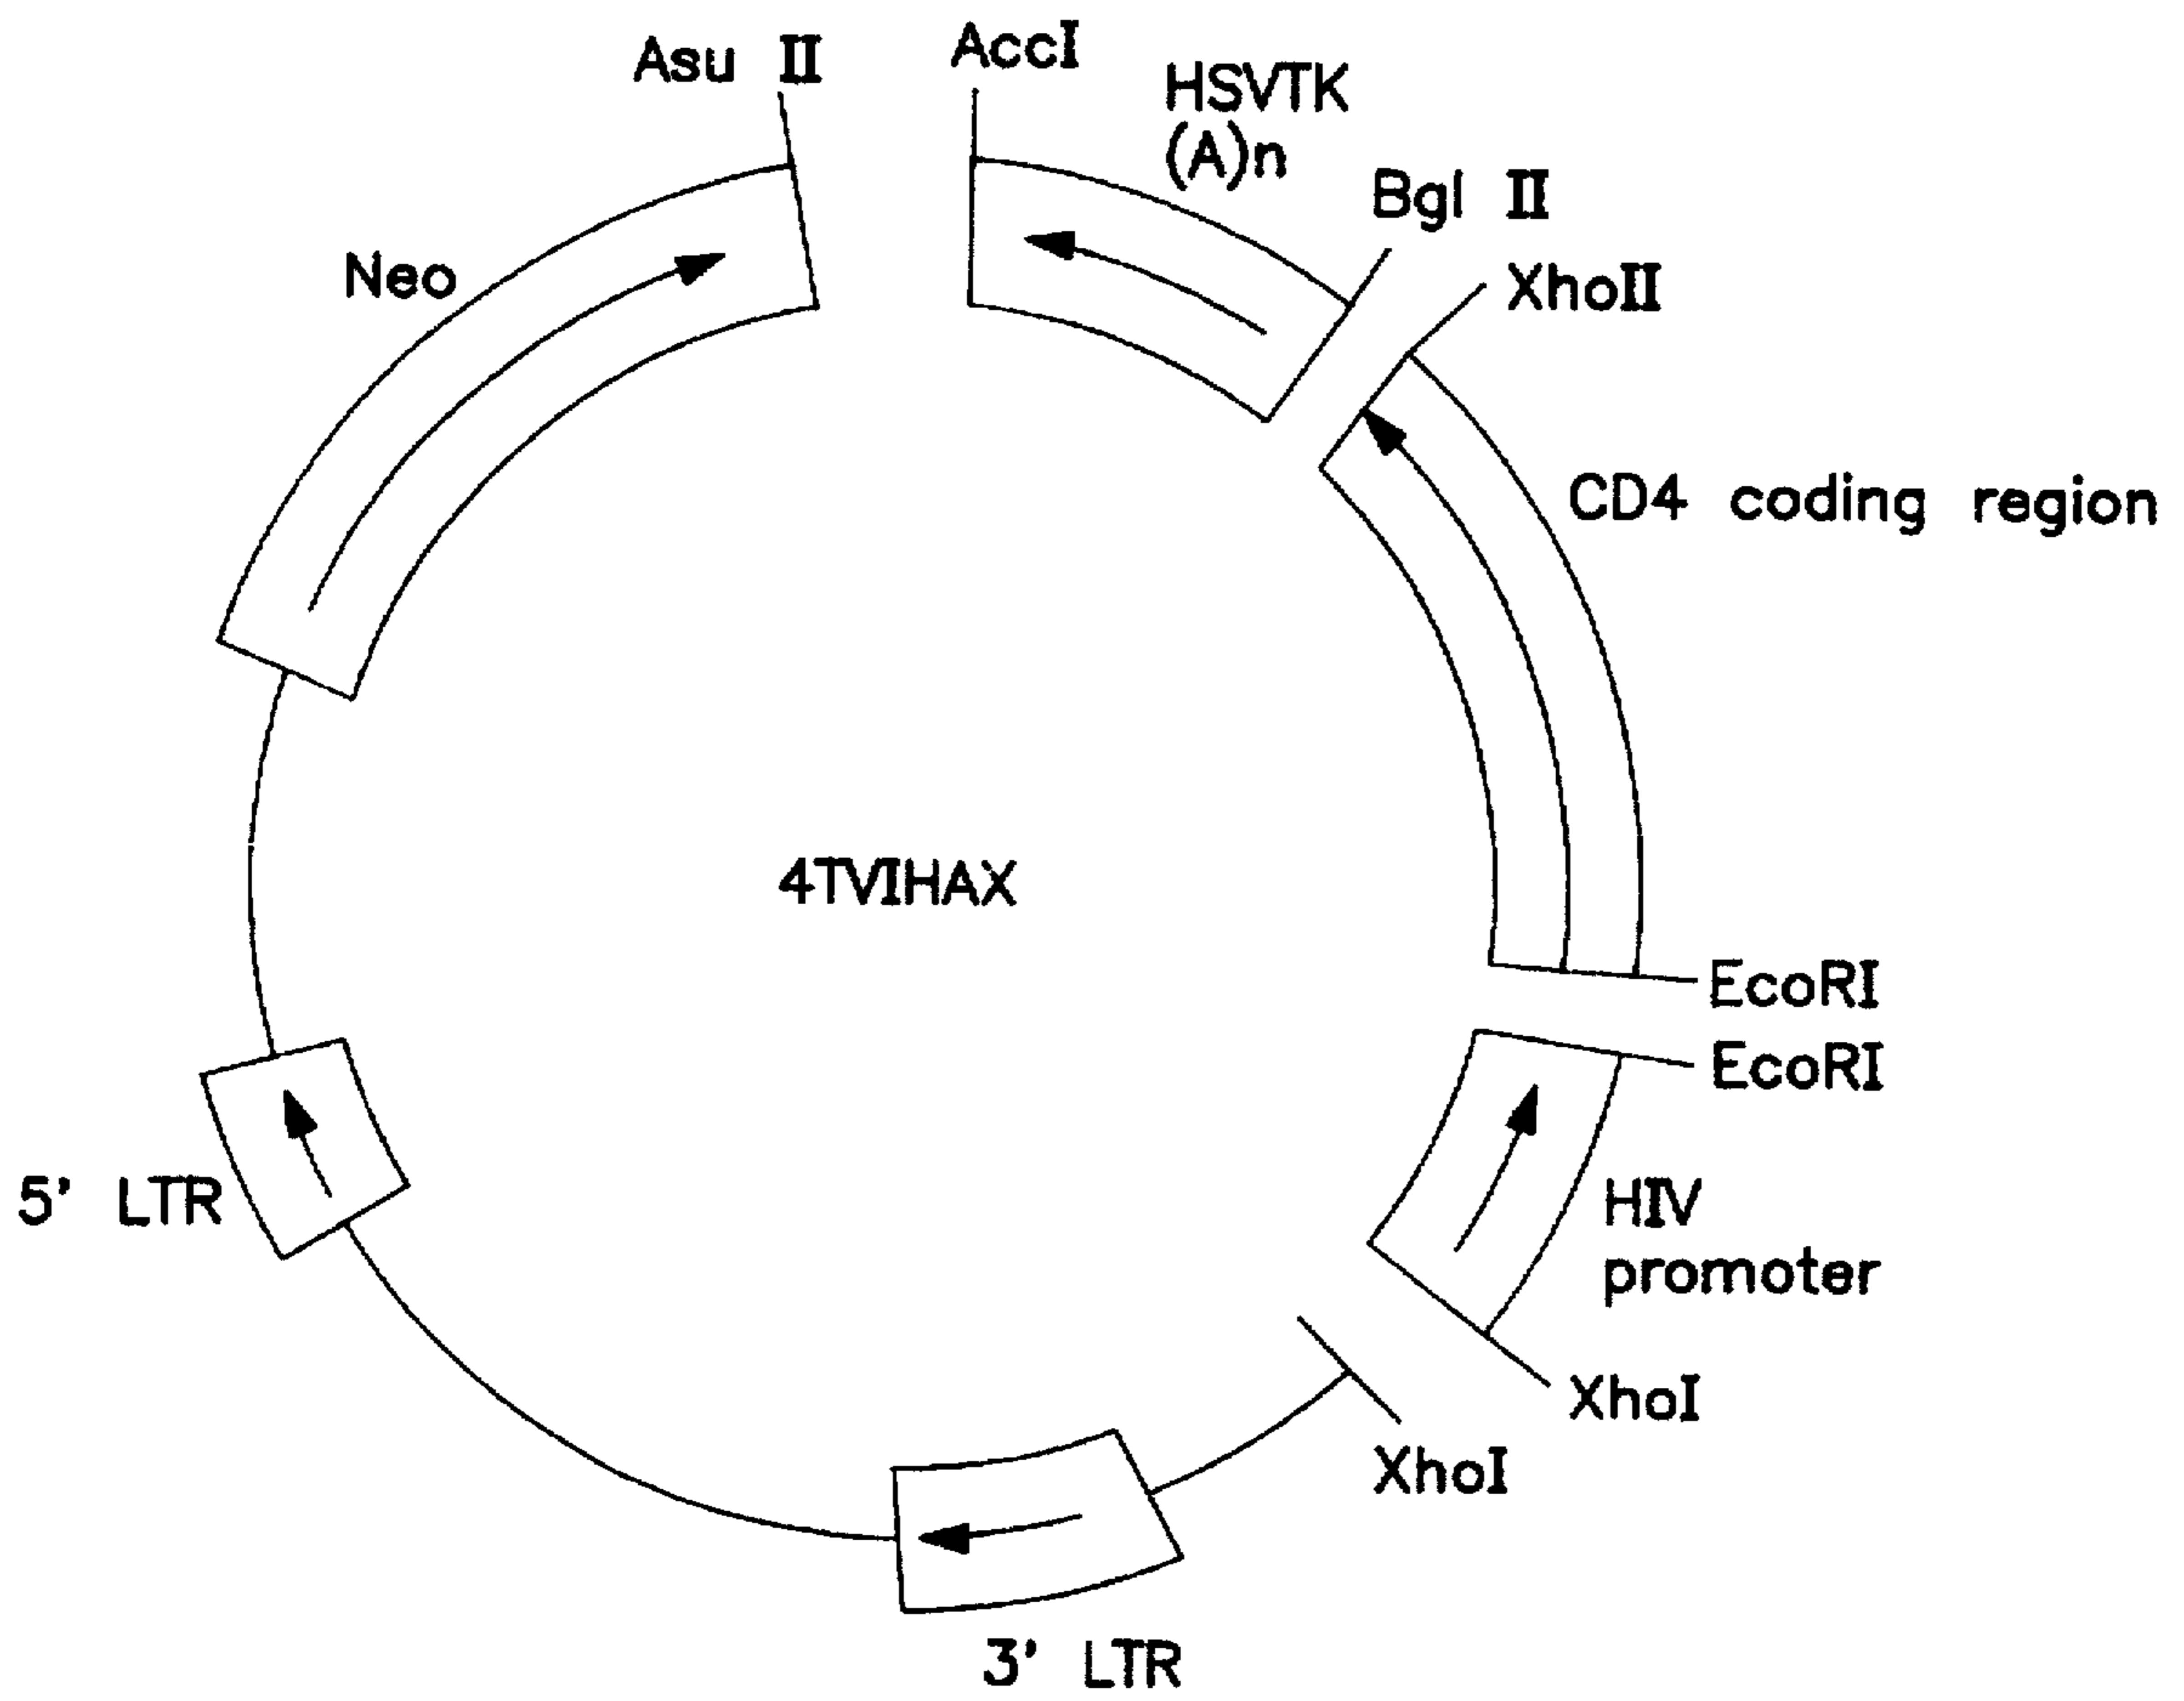 Asu II
AccI
HSVTK
(A)n
Bgl II
XhoII
Neo
CD4 coding region
4TVIHAX
EcoRI
EcoRI
5' LTR
HIV
promoter
XhoI
XhoI
3' LTR